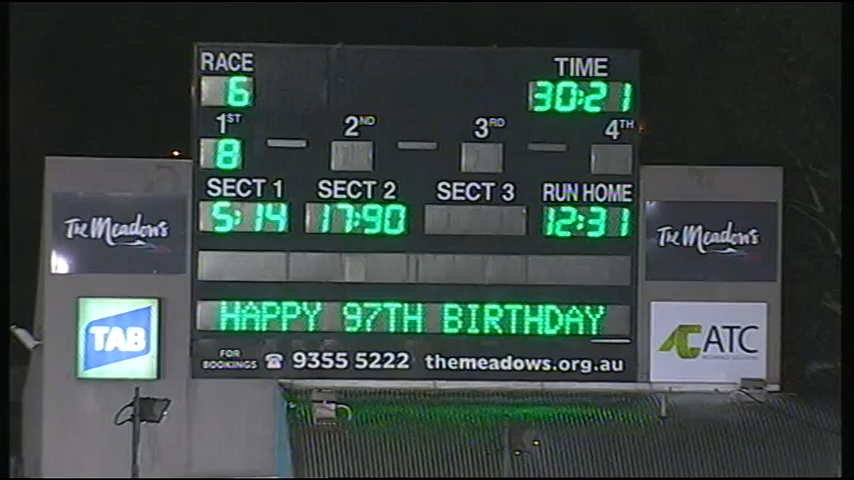 RACE
6
TIME
30:21
1ST
2ND
3RD
4TH
8
SECT 1
SECT 2
SECT 3
RUN HOME
5:14
17:90
12:31
The Meadows
The Meadows
HAPPY 97TH BIRTHDAY
TAB
ATC
FOR BOOKINGS ☎ 9355 5222 themeadows.org.au